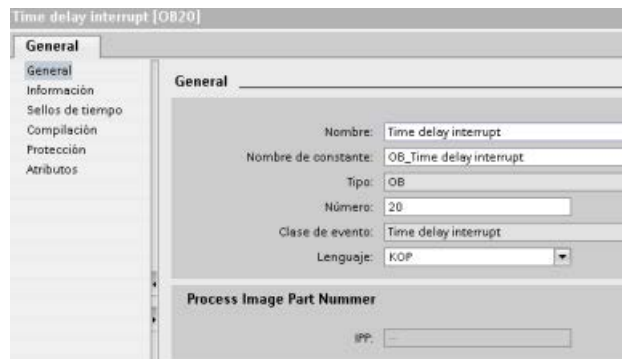 Time delay interrupt [OB20]
General
General
Información
Sellos de tiempo
Compilación
Protección
Atributos
General
Nombre: Time delay interrupt
Nombre de constante: OB_Time delay interrupt
Tipo: OB
Número: 20
Clase de evento: Time delay interrupt
Lenguaje: KOP
Process Image Part Nummer
IPP: ---